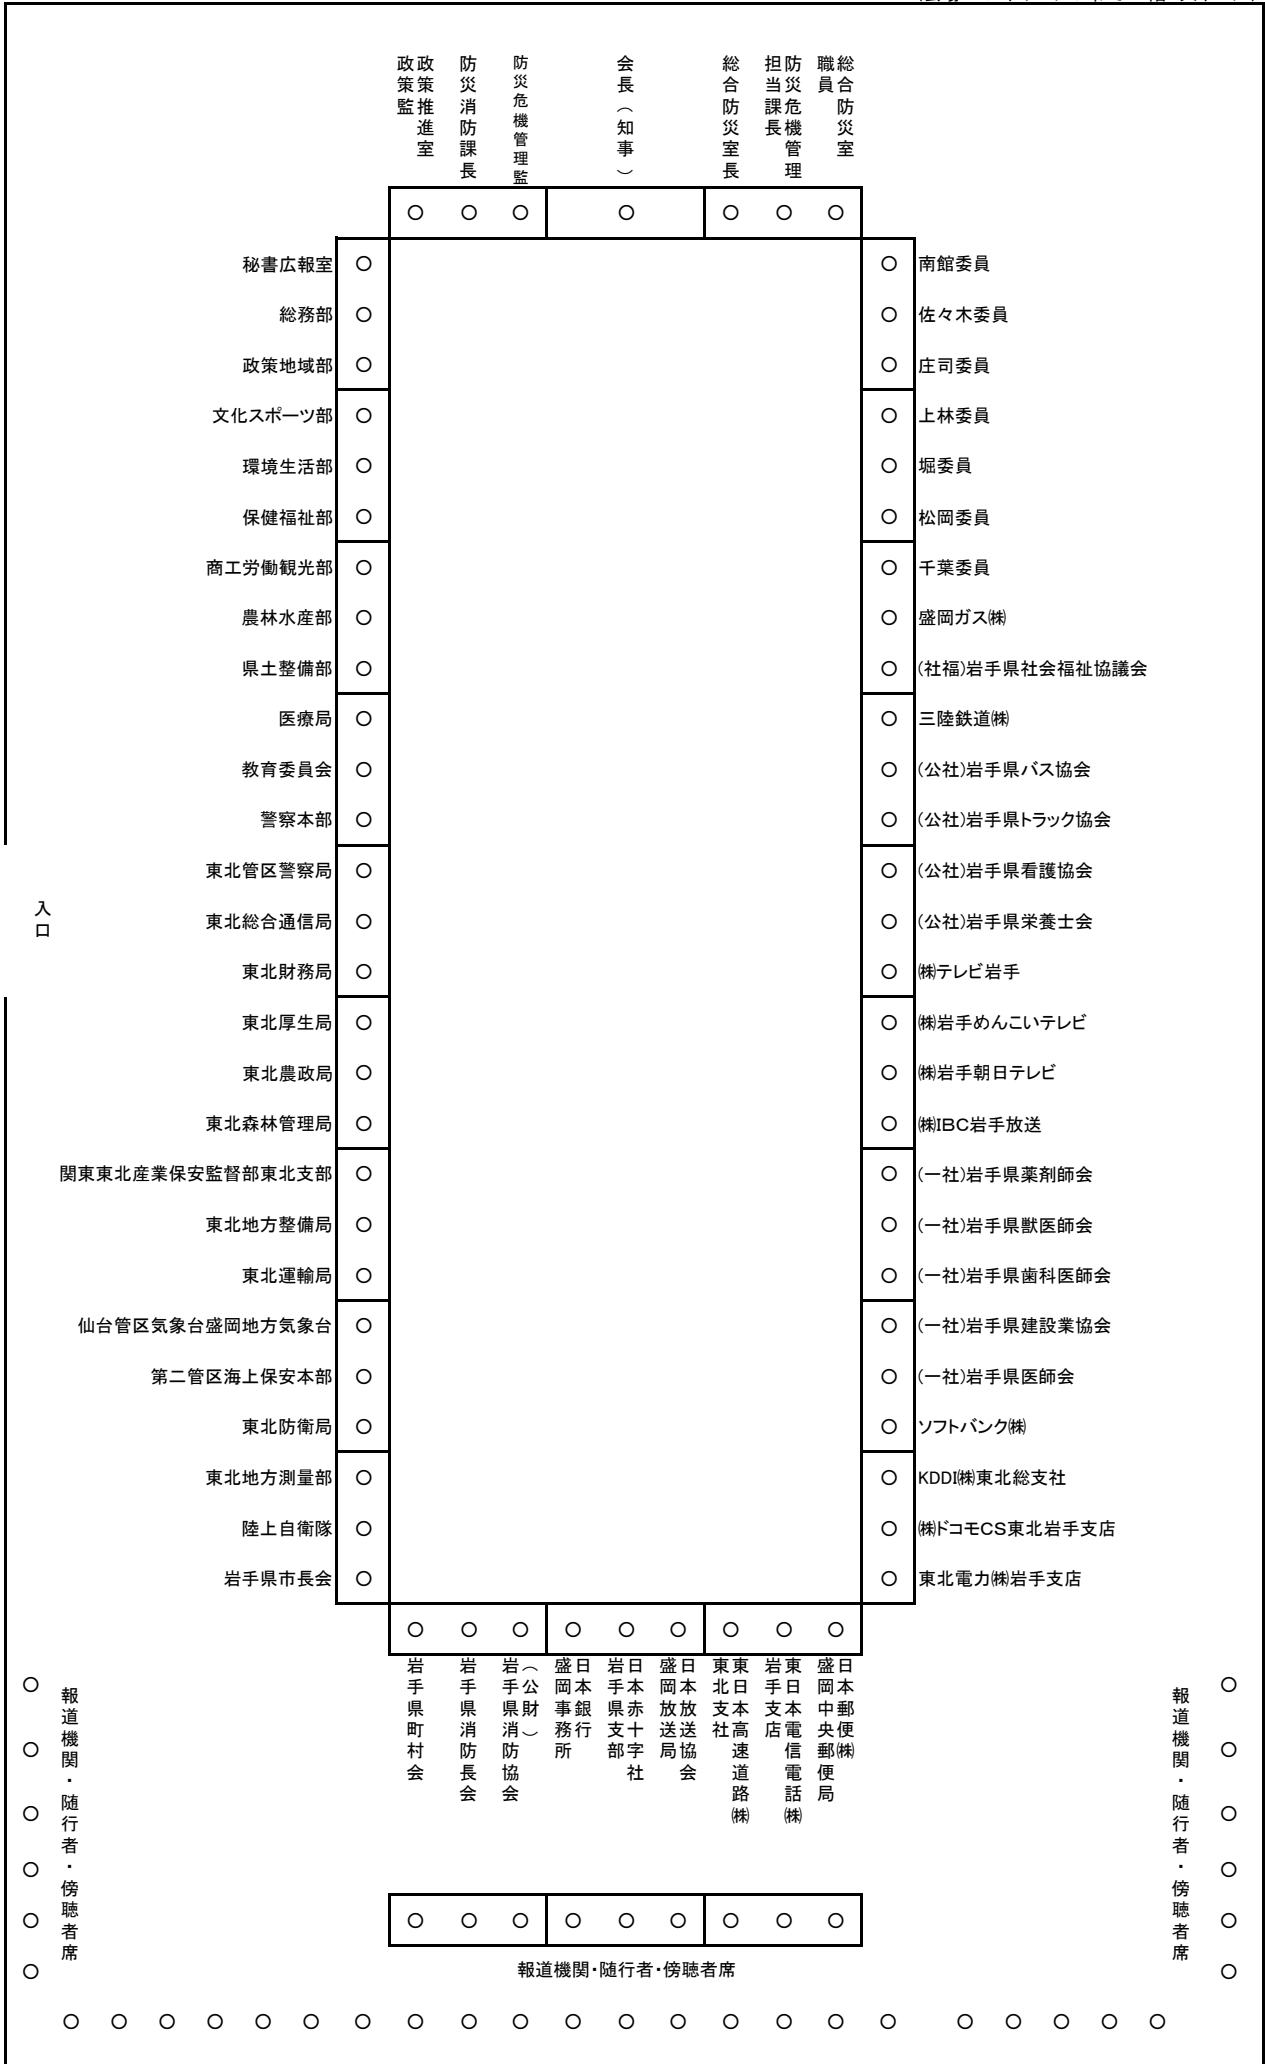 政策推進室
政策監
防災消防課長
防災危機管理監
会長（知事）
総合防災室長
防災危機管理
担当課長
総合防災室
職員
秘書広報室
総務部
政策地域部
文化スポーツ部
環境生活部
保健福祉部
商工労働観光部
農林水産部
県土整備部
医療局
教育委員会
警察本部
東北管区警察局
東北総合通信局
東北財務局
東北厚生局
東北農政局
東北森林管理局
関東東北産業保安監督部東北支部
東北地方整備局
東北運輸局
仙台管区気象台盛岡地方気象台
第二管区海上保安本部
東北防衛局
東北地方測量部
陸上自衛隊
岩手県市長会
南館委員
佐々木委員
庄司委員
上林委員
堀委員
松岡委員
千葉委員
盛岡ガス㈱
(社福)岩手県社会福祉協議会
三陸鉄道㈱
(公社)岩手県バス協会
(公社)岩手県トラック協会
(公社)岩手県看護協会
(公社)岩手県栄養士会
㈱テレビ岩手
㈱岩手めんこいテレビ
㈱岩手朝日テレビ
㈱IBC岩手放送
(一社)岩手県薬剤師会
(一社)岩手県獣医師会
(一社)岩手県歯科医師会
(一社)岩手県建設業協会
(一社)岩手県医師会
ソフトバンク㈱
KDDI㈱東北総支社
㈱ドコモCS東北岩手支店
東北電力㈱岩手支店
入口
岩手県町村会
岩手県消防長会
（公財）
岩手県消防協会
日本銀行
盛岡事務所
日本赤十字社
岩手県支部
日本放送協会
盛岡放送局
東日本高速道路㈱
東北支社
東日本電信電話㈱
岩手支店
日本郵便㈱
盛岡中央郵便局
報道機関・随行者・傍聴者席
報道機関・随行者・傍聴者席
報道機関・随行者・傍聴者席